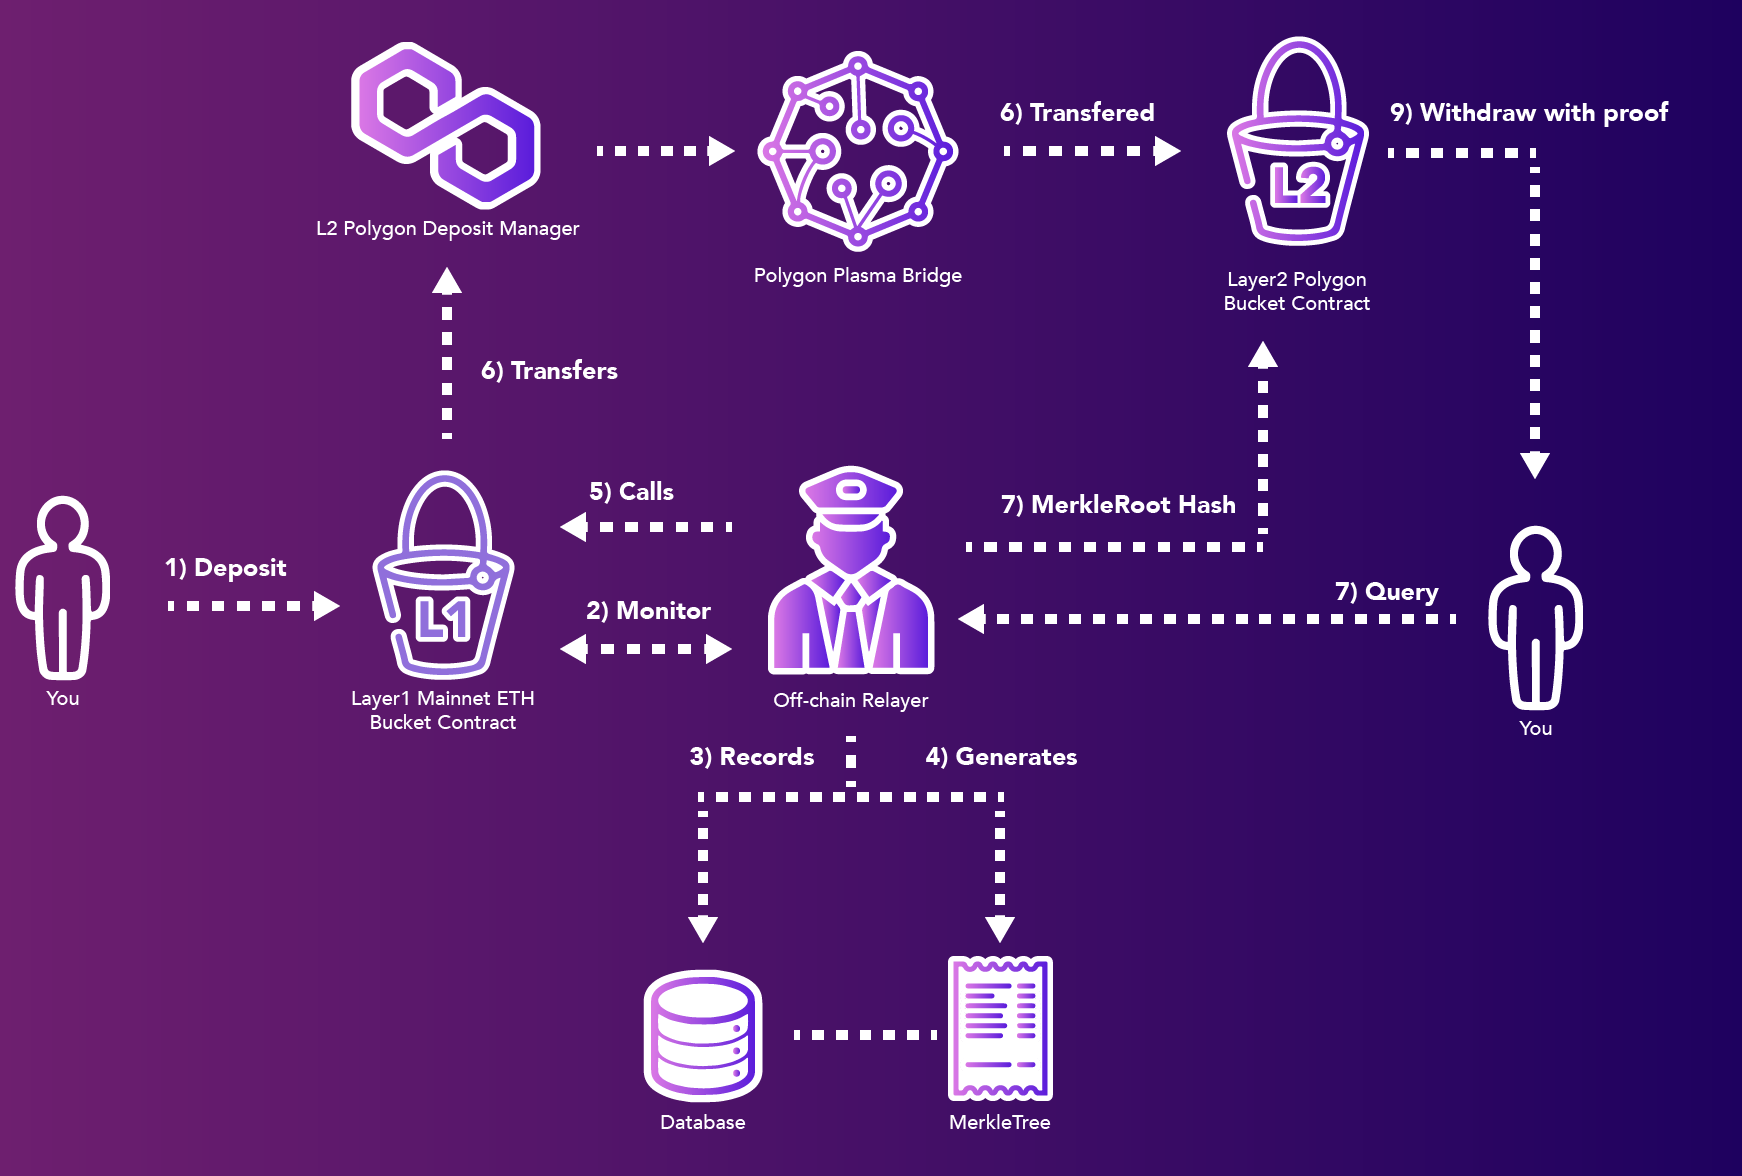 6) Transfered
9) Withdraw with proof
L2
L2 Polygon Deposit Manager
Polygon Plasma Bridge
Layer2 Polygon
Bucket Contract
6) Transfers
5) Calls
7) MerkleRoot Hash
1) Deposit
2) Monitor
7) Query
L1
You
Layer1 Mainnet ETH
Bucket Contract
Off-chain Relayer
You
3) Records
4) Generates
Database
MerkleTree